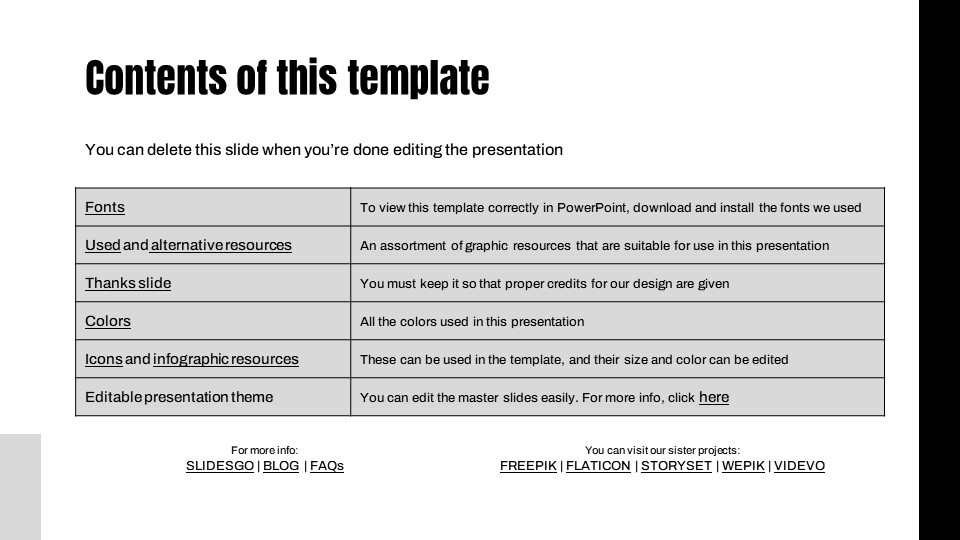 Contents of this template
You can delete this slide when you’re done editing the presentation
Fonts
To view this template correctly in PowerPoint, download and install the fonts we used
Used and alternative resources
An assortment of graphic resources that are suitable for use in this presentation
Thanks slide
You must keep it so that proper credits for our design are given
Colors
All the colors used in this presentation
Icons and infographic resources
These can be used in the template, and their size and color can be edited
Editable presentation theme
You can edit the master slides easily. For more info, click here
For more info:
SLIDESGO | BLOG | FAQs
You can visit our sister projects:
FREEPIK | FLATICON | STORYSET | WEPIK | VIDEVO